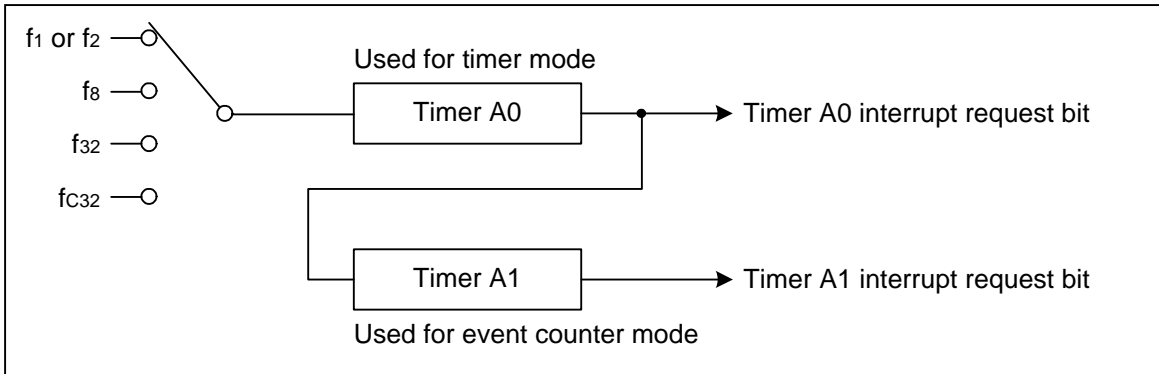 f1 or f2
f8
f32
fC32
Used for timer mode
Timer A0
Timer A0 interrupt request bit
Timer A1
Timer A1 interrupt request bit
Used for event counter mode